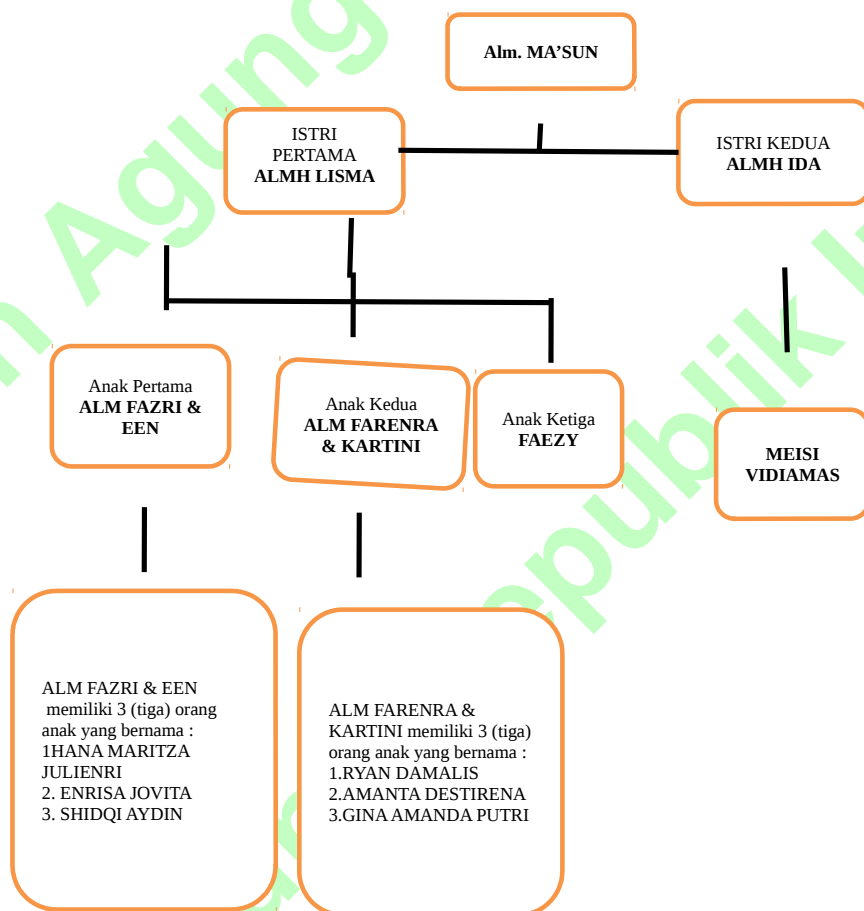 Alm. MA'SUN
ISTRI
PERTAMA
ALMH LISMA
ISTRI KEDUA
ALMH IDA
Anak Pertama
ALM FAZRI &
EEN
Anak Kedua
ALM FARENRA
& KARTINI
Anak Ketiga
FAEZY
MEISI
VIDIAMAS
ALM FAZRI & EEN
memiliki 3 (tiga) orang
anak yang bernama :
1HANA MARITZA
JULIENRI
2. ENRISA JOVITA
3. SHIDQI AYDIN
ALM FARENRA &
KARTINI memiliki 3 (tiga)
orang anak yang bernama :
1.RYAN DAMALIS
2.AMANTA DESTIRENA
3.GINA AMANDA PUTRI
Agung
epublik